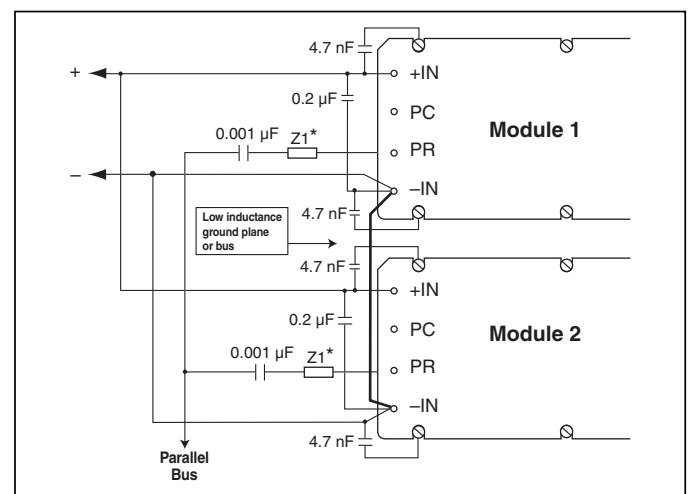 4.7 nF
+
+IN
0.2 µF
PC
Module 1
0.001 µF
Z1*
PR
–
–IN
4.7 nF
Low inductance
ground plane
or bus
4.7 nF
+IN
0.2 µF
PC
Module 2
0.001 µF
Z1*
PR
–IN
4.7 nF
Parallel
Bus